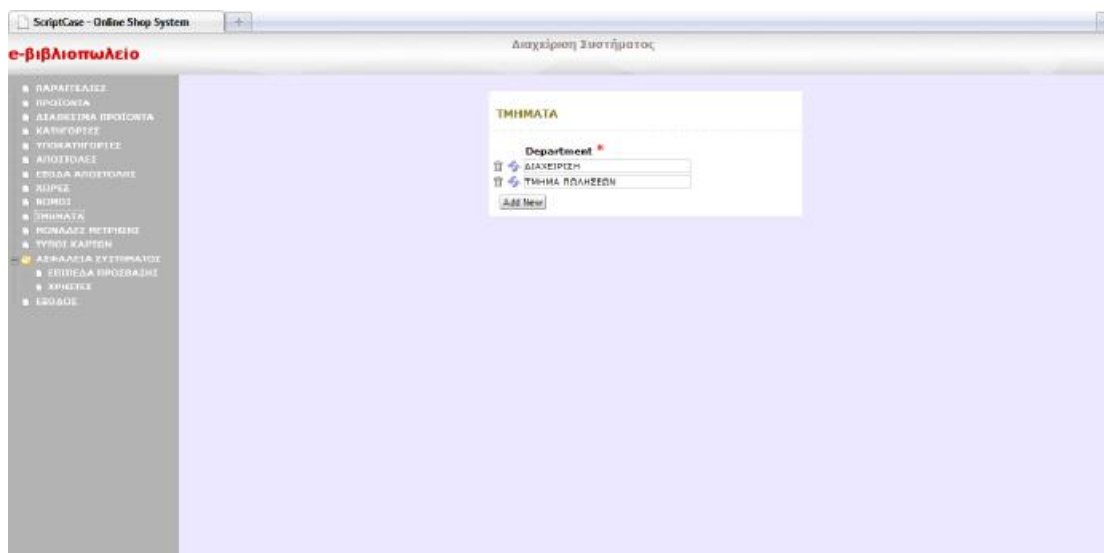 ScriptCase - Online Shop System
e-βιβλιοπωλείο
Διαχείριση Συστήματος
ΠΑΡΑΓΓΕΛΙΕΣ
ΠΡΟΪΟΝΤΑ
ΔΙΑΘΕΣΙΜΑ ΠΡΟΪΟΝΤΑ
ΚΑΤΗΓΟΡΙΕΣ
ΥΠΟΚΑΤΗΓΟΡΙΕΣ
ΑΠΟΣΤΟΛΕΣ
ΕΞΟΔΑ ΑΠΟΣΤΟΛΗΣ
ΧΩΡΕΣ
ΝΟΜΟΣ
ΤΜΗΜΑΤΑ
ΜΟΝΑΔΕΣ ΜΕΤΡΗΣΗΣ
ΤΥΠΟΙ ΚΑΡΤΩΝ
ΑΣΦΑΛΕΙΑ ΣΥΣΤΗΜΑΤΟΣ
ΕΠΙΠΕΔΑ ΠΡΟΣΒΑΣΗΣ
ΧΡΗΣΤΕΣ
ΕΞΟΔΟΣ
ΤΜΗΜΑΤΑ
Department *
ΔΙΑΧΕΙΡΙΣΗ
ΤΜΗΜΑ ΠΩΛΗΣΕΩΝ
Add New